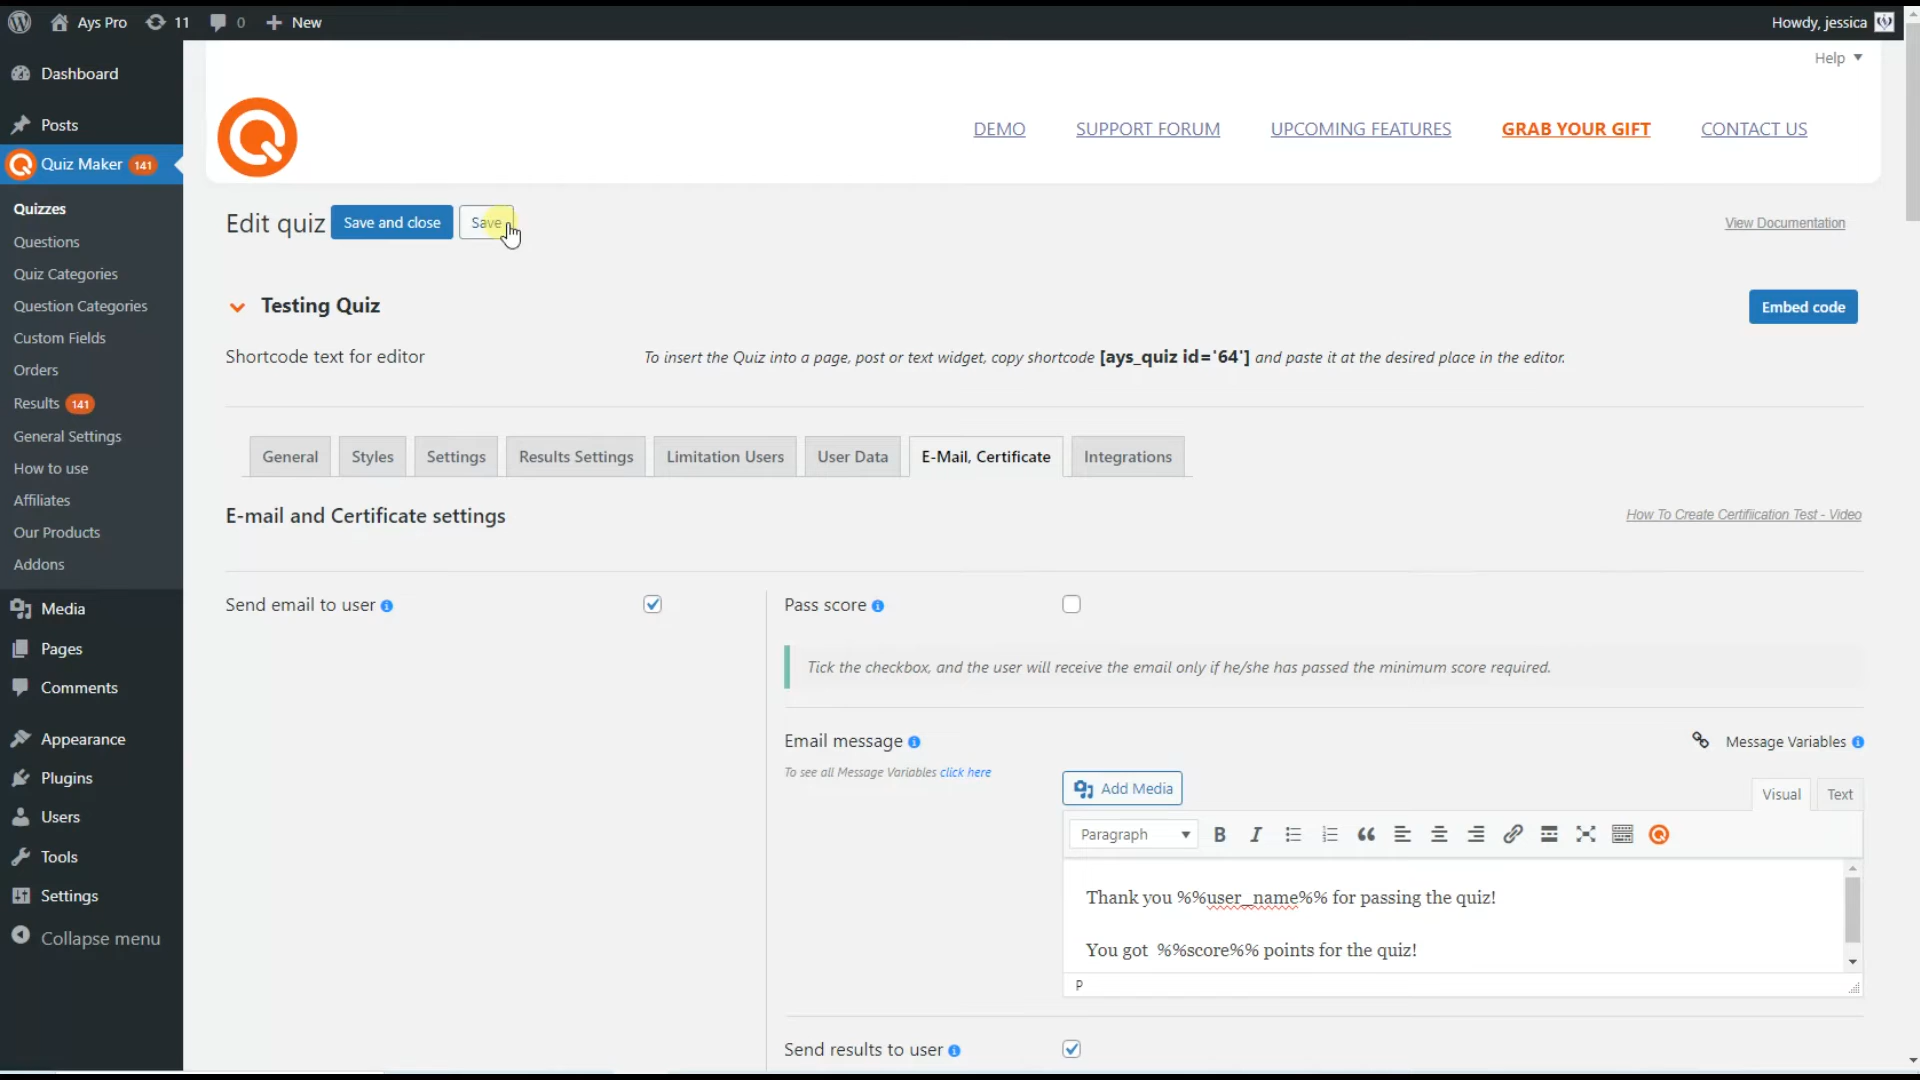 Ays Pro
11
0
New
Howdy, jessica
Help
Dashboard
Posts
Quiz Maker 141
Quizzes
Questions
Quiz Categories
Question Categories
Custom Fields
Orders
Results 141
General Settings
How to use
Affiliates
Our Products
Addons
Media
Pages
Comments
Appearance
Plugins
Users
Tools
Settings
Collapse menu
DEMO
SUPPORT FORUM
UPCOMING FEATURES
GRAB YOUR GIFT
CONTACT US
Edit quiz
Save and close
Save
View Documentation
Testing Quiz
Embed code
Shortcode text for editor
To insert the Quiz into a page, post or text widget, copy shortcode [ays_quiz id='64'] and paste it at the desired place in the editor.
General
Styles
Settings
Results Settings
Limitation Users
User Data
E-Mail, Certificate
Integrations
E-mail and Certificate settings
How To Create Certifiication Test - Video
Send email to user
Pass score
Tick the checkbox, and the user will receive the email only if he/she has passed the minimum score required.
Email message
Message Variables
To see all Message Variables click here
Add Media
Visual
Text
Paragraph
Thank you %%user_name%% for passing the quiz!
You got %%score%% points for the quiz!
P
Send results to user